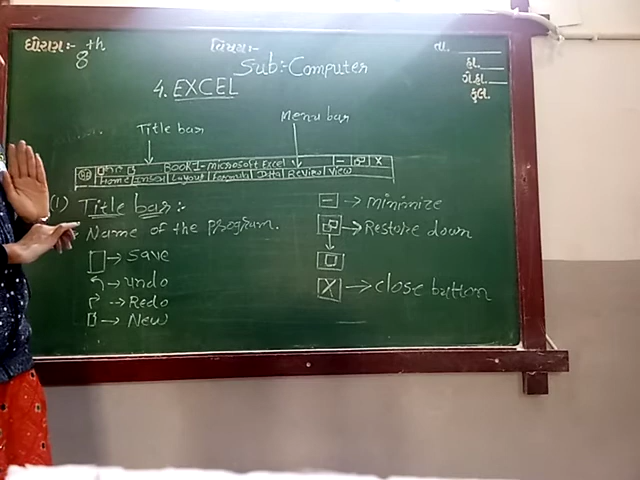 ધોરણ:- 8th
વિષય:-
તા.
Sub:- Computer
કા.
ગે.હા.
કુલ.
4. EXCEL
Title bar
Menu bar
BOOK1-Microsoft Excel – X
Home Insert Layout Formula Data Review View
(1) Title bar:-
Name of the program.
→ Save
→ undo
→ Redo
→ New
– → Minimize
→ Restore down
X → close button